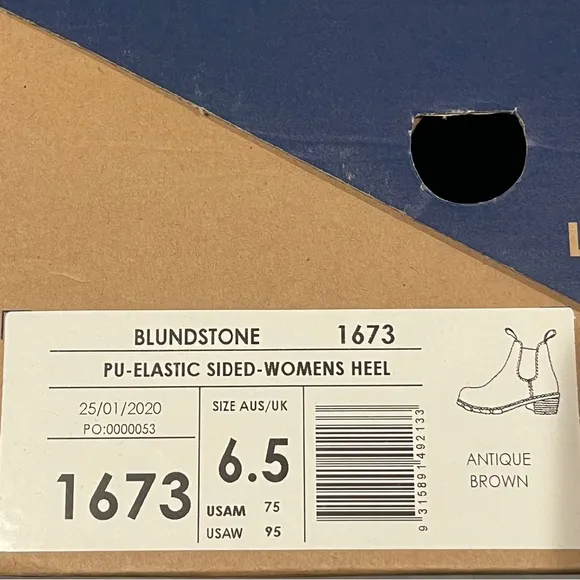 L
BLUNDSTONE 1673
PU-ELASTIC SIDED-WOMENS HEEL
25/01/2020
PO:0000053
1673
SIZE AUS/UK
6.5
USAM 75
USAW 95
9 315891 492133
ANTIQUE
BROWN